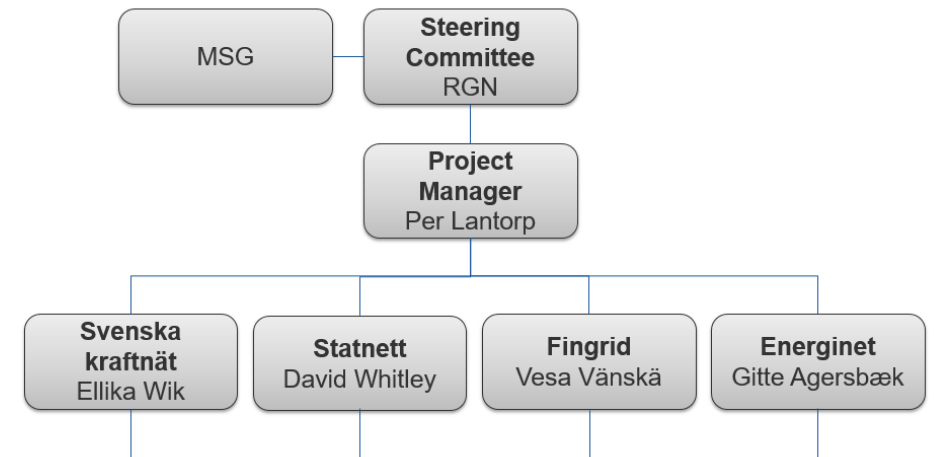 MSG
Steering
Committee
RGN
Project
Manager
Per Lantorp
Svenska
kraftnät
Ellika Wik
Statnett
David Whitley
Fingrid
Vesa Vänskä
Energinet
Gitte Agersbæk